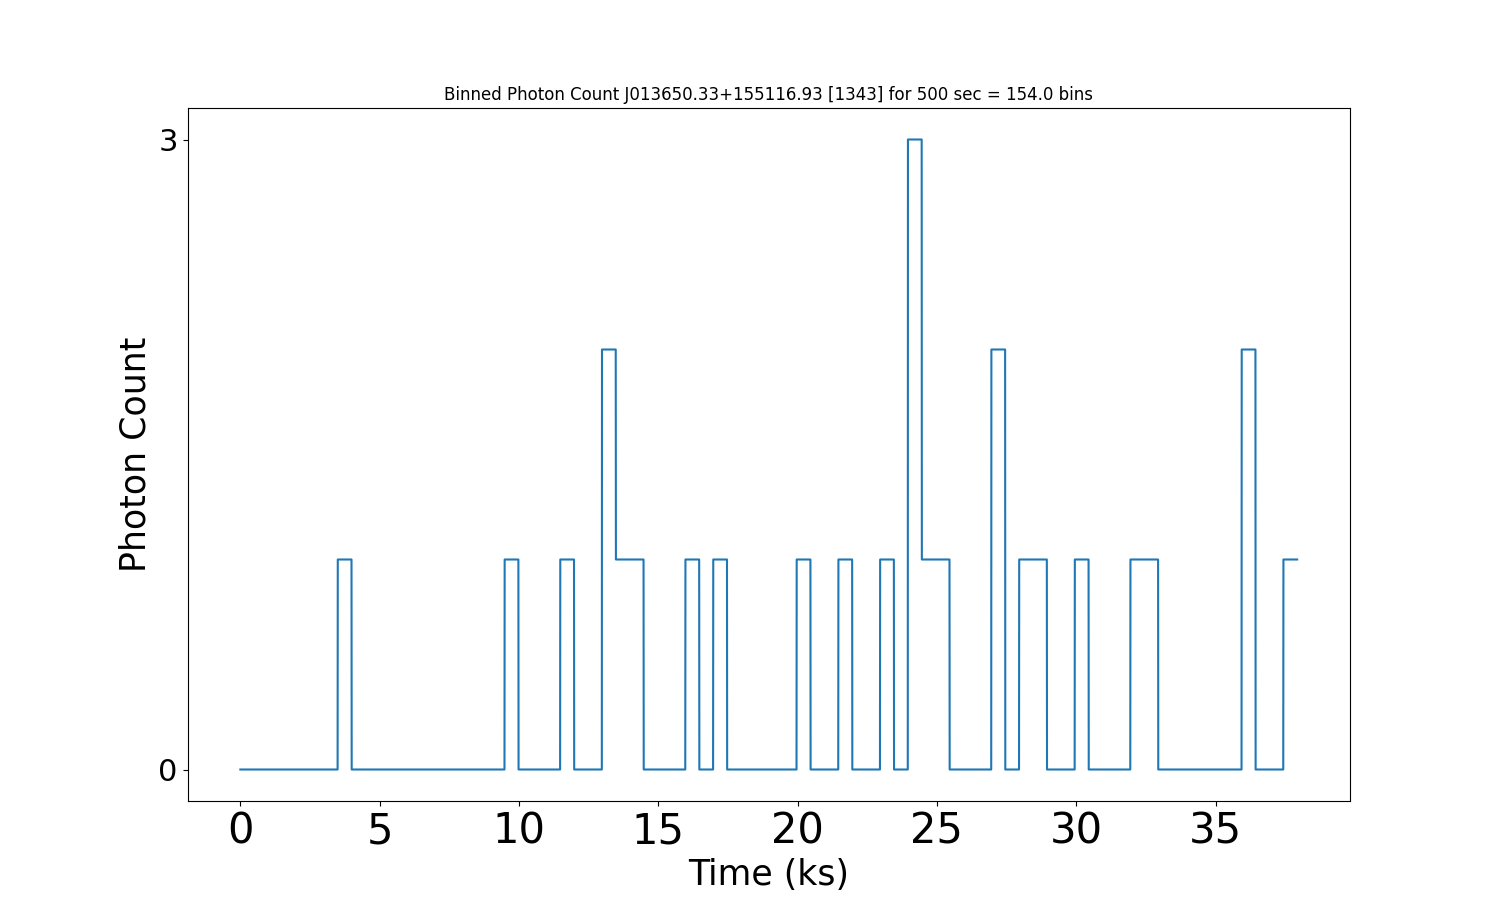 Binned Photon Count J013650.33+155116.93 [1343] for 500 sec = 154.0 bins
3
Photon Count
0
0 5 10 15 20 25 30 35
Time (ks)